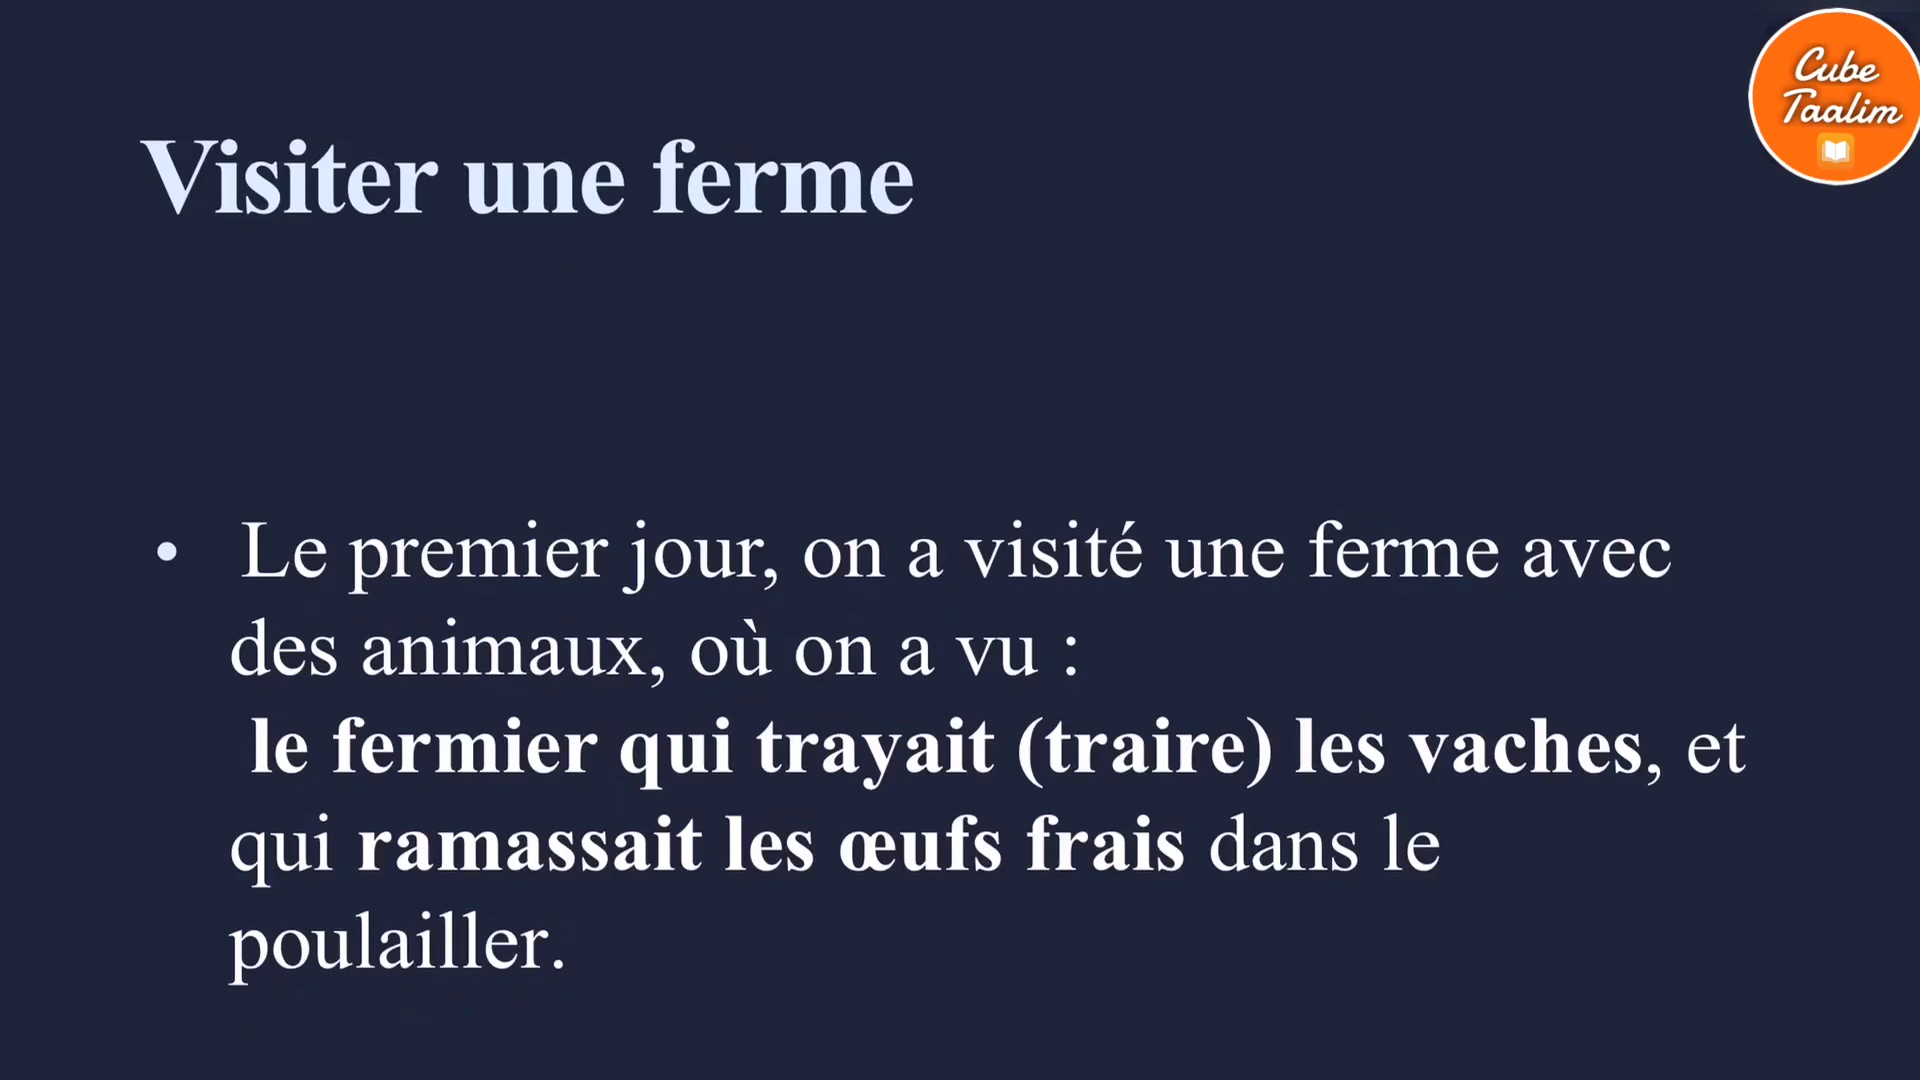 Cube
Taalim
Visiter une ferme
• Le premier jour, on a visité une ferme avec
des animaux, où on a vu :
le fermier qui trayait (traire) les vaches, et
qui ramassait les œufs frais dans le
poulailler.